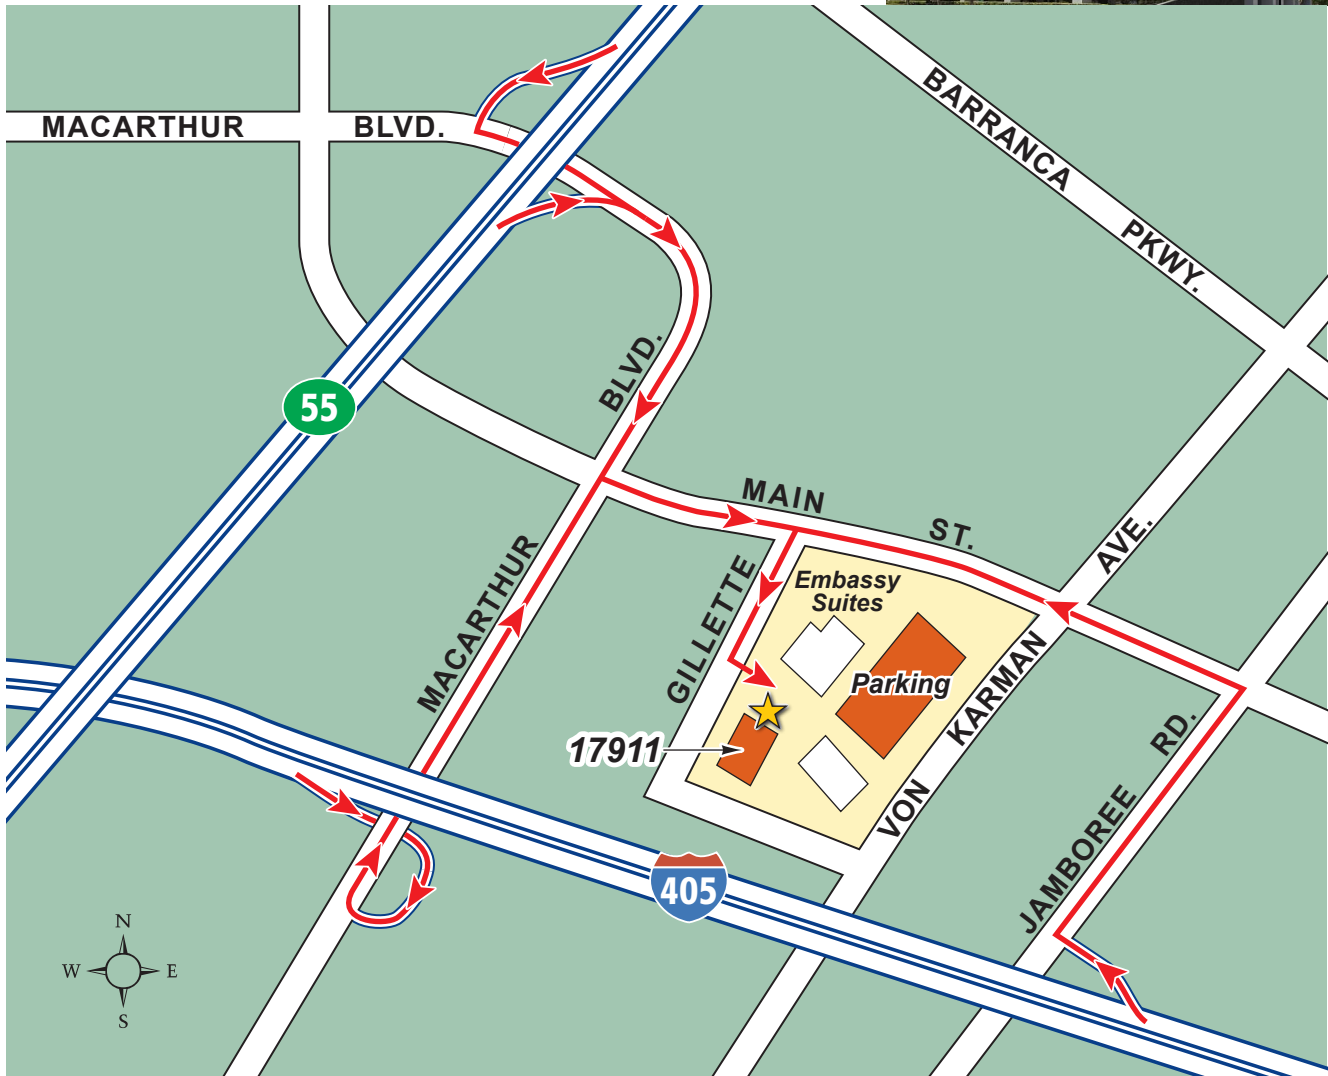 BARRANCA
PKWY.
MACARTHUR
BLVD.
BLVD.
55
MAIN
ST.
AVE.
MACARTHUR
GILLETTE
Embassy
Suites
Parking
KARMAN
VON
17911
RD.
JAMBOREE
405
N
W
E
S